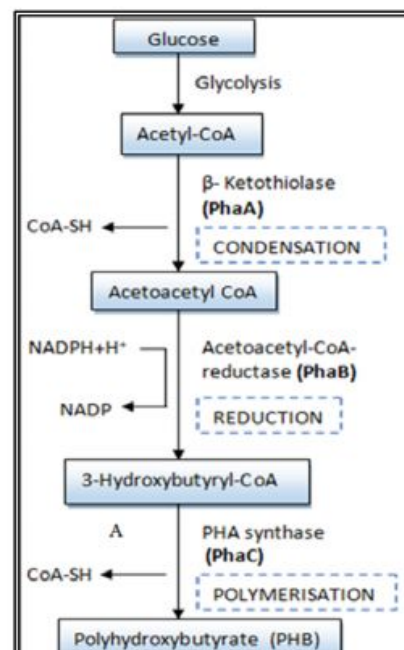 Glucose
Glycolysis
Acetyl-CoA
β- Ketothiolase
(PhaA)
CoA-SH
CONDENSATION
Acetoacetyl CoA
NADPH+H⁺
Acetoacetyl-CoA-
reductase (PhaB)
NADP
REDUCTION
3-Hydroxybutyryl-CoA
A
PHA synthase
(PhaC)
CoA-SH
POLYMERISATION
Polyhydroxybutyrate (PHB)